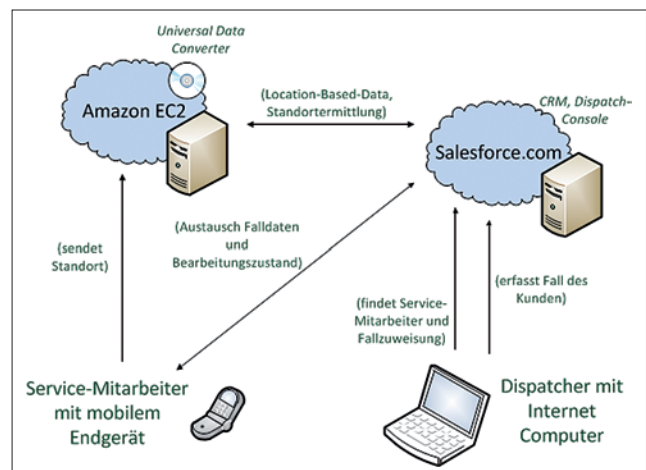 Universal Data
Converter
Amazon EC2
(Location-Based-Data,
Standortermittlung)
CRM, Dispatch-
Console
Salesforce.com
(sendet
Standort)
(Austausch Falldaten
und
Bearbeitungszustand)
(findet Service-
Mitarbeiter und
Fallzuweisung)
(erfasst Fall des
Kunden)
Service-Mitarbeiter
mit mobilem
Endgerät
Dispatcher mit
Internet
Computer